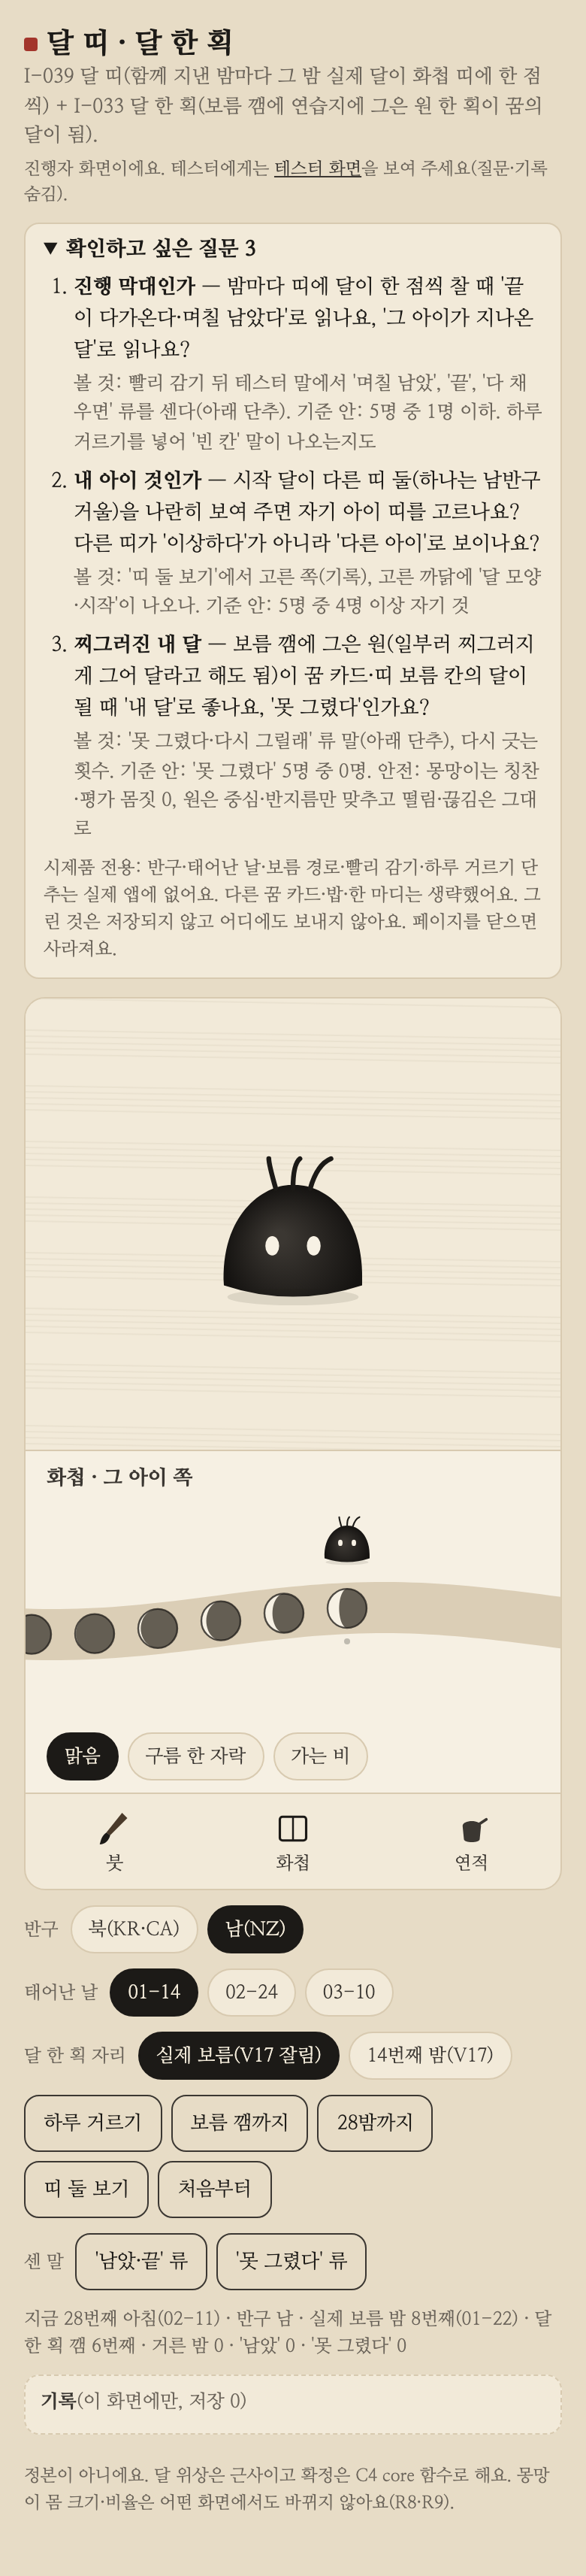 달 띠 · 달 한 획
I-039 달 띠(함께 지낸 밤마다 그 밤 실제 달이 화첩 띠에 한 점
씩) + I-033 달 한 획(보름 깸에 연습지에 그은 원 한 획이 꿈의
달이 됨).
진행자 화면이에요. 테스터에게는 테스터 화면을 보여 주세요(질문·기록
숨김).
▼ 확인하고 싶은 질문 3
1. 진행 막대인가 — 밤마다 띠에 달이 한 점씩 찰 때 '끝
이 다가온다·며칠 남았다'로 읽나요, '그 아이가 지나온
달'로 읽나요?
볼 것: 빨리 감기 뒤 테스터 말에서 '며칠 남았', '끝', '다 채
우면' 류를 센다(아래 단추). 기준 안: 5명 중 1명 이하. 하루
거르기를 넣어 '빈 칸' 말이 나오는지도
2. 내 아이 것인가 — 시작 달이 다른 띠 둘(하나는 남반구
거울)을 나란히 보여 주면 자기 아이 띠를 고르나요?
다른 띠가 '이상하다'가 아니라 '다른 아이'로 보이나요?
볼 것: '띠 둘 보기'에서 고른 쪽(기록), 고른 까닭에 '달 모양
·시작'이 나오나. 기준 안: 5명 중 4명 이상 자기 것
3. 찌그러진 내 달 — 보름 깸에 그은 원(일부러 찌그러지
게 그어 달라고 해도 됨)이 꿈 카드·띠 보름 칸의 달이
될 때 '내 달'로 좋나요, '못 그렸다'인가요?
볼 것: '못 그렸다·다시 그릴래' 류 말(아래 단추), 다시 긋는
횟수. 기준 안: '못 그렸다' 5명 중 0명. 안전: 몽망이는 칭찬
·평가 몸짓 0, 원은 중심·반지름만 맞추고 떨림·끊김은 그대
로
시제품 전용: 반구·태어난 날·보름 경로·빨리 감기·하루 거르기 단
추는 실제 앱에 없어요. 다른 꿈 카드·밥·한 마디는 생략했어요. 그
린 것은 저장되지 않고 어디에도 보내지 않아요. 페이지를 닫으면
사라져요.
화첩 · 그 아이 쪽
맑음 구름 한 자락 가는 비
붓 화첩 연적
반구 북(KR·CA) 남(NZ)
태어난 날 01-14 02-24 03-10
달 한 획 자리 실제 보름(V17 잘림) 14번째 밤(V17)
하루 거르기 보름 깸까지 28밤까지
띠 둘 보기 처음부터
센 말 '남았·끝' 류 '못 그렸다' 류
지금 28번째 아침(02-11) · 반구 남 · 실제 보름 밤 8번째(01-22) · 달
한 획 깸 6번째 · 거른 밤 0 · '남았' 0 · '못 그렸다' 0
기록(이 화면에만, 저장 0)
정본이 아니에요. 달 위상은 근사이고 확정은 C4 core 함수로 해요. 몽망
이 몸 크기·비율은 어떤 화면에서도 바뀌지 않아요(R8·R9).